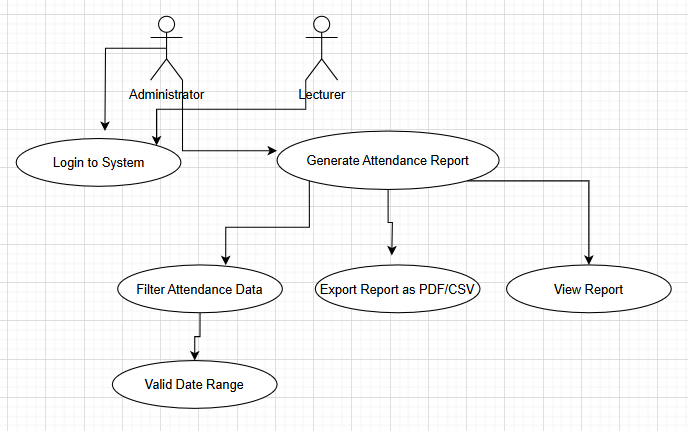 Administrator
Lecturer
Login to System
Generate Attendance Report
Filter Attendance Data
Export Report as PDF/CSV
View Report
Valid Date Range